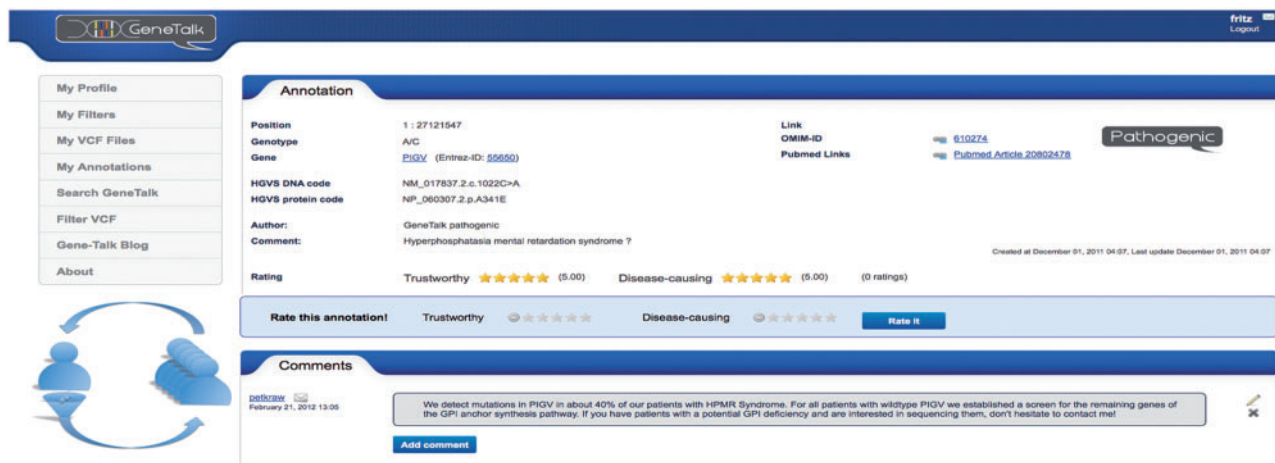 GeneTalk
fritz
Logout
My Profile
My Filters
My VCF Files
My Annotations
Search GeneTalk
Filter VCF
Gene-Talk Blog
About
Annotation
Position 1 : 27121547
Genotype A/C
Gene PIGV (Entrez-ID: 55650)
HGVS DNA code NM_017837.2.c.1022C>A
HGVS protein code NP_060307.2.p.A341E
Author: GeneTalk pathogenic
Comment: Hyperphosphatasia mental retardation syndrome ?
Link
OMIM-ID 610274
Pubmed Links Pubmed Article 20802478
Pathogenic
Created at December 01, 2011 04:07, Last update December 01, 2011 04:07
Rating Trustworthy (5.00) Disease-causing (5.00) (0 ratings)
Rate this annotation! Trustworthy Disease-causing Rate it
Comments
petkraw
February 21, 2012 13:05
We detect mutations in PIGV in about 40% of our patients with HPMR Syndrome. For all patients with wildtype PIGV we established a screen for the remaining genes of
the GPI anchor synthesis pathway. If you have patients with a potential GPI deficiency and are interested in sequencing them, don't hesitate to contact me!
Add comment